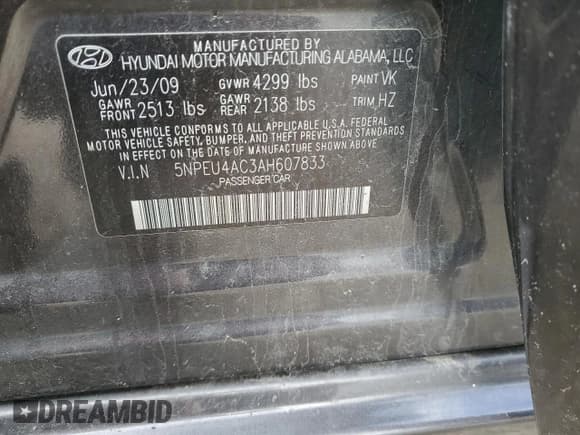 MANUFACTURED BY
HYUNDAI MOTOR MANUFACTURING ALABAMA, LLC
Jun/23/09 GVWR 4299 lbs PAINT VK
GAWR FRONT 2513 lbs GAWR REAR 2138 lbs TRIM HZ
THIS VEHICLE CONFORMS TO ALL APPLICABLE U.S.A. FEDERAL
MOTOR VEHICLE SAFETY, BUMPER, AND THEFT PREVENTION STANDARDS
IN EFFECT ON THE DATE OF MANUFACTURE SHOWN ABOVE.
V.I.N 5NPEU4AC3AH607833
PASSENGER CAR
DREAMBID